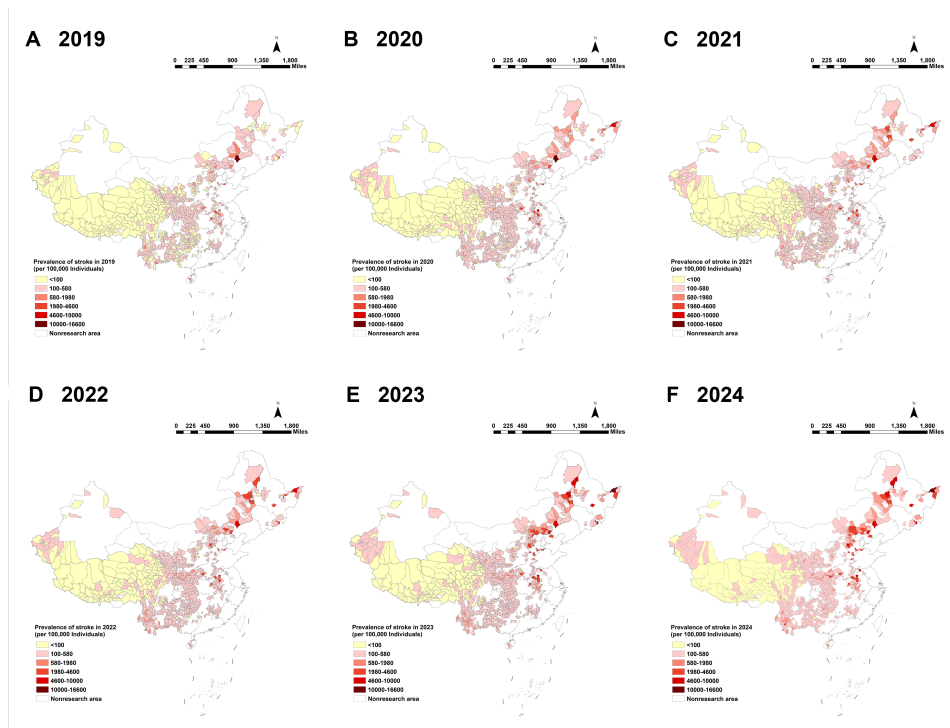 A 2019
N
0 225 450 900 1,350 1,800
Miles
Prevalence of stroke in 2019
(per 100,000 Individuals)
<100
100-580
580-1980
1980-4600
4600-10000
10000-16600
Nonresearch area
B 2020
N
0 225 450 900 1,350 1,800
Miles
Prevalence of stroke in 2020
(per 100,000 Individuals)
<100
100-580
580-1980
1980-4600
4600-10000
10000-16600
Nonresearch area
C 2021
N
0 225 450 900 1,350 1,800
Miles
Prevalence of stroke in 2021
(per 100,000 Individuals)
<100
100-580
580-1980
1980-4600
4600-10000
10000-16600
Nonresearch area
D 2022
N
0 225 450 900 1,350 1,800
Miles
Prevalence of stroke in 2022
(per 100,000 Individuals)
<100
100-580
580-1980
1980-4600
4600-10000
10000-16600
Nonresearch area
E 2023
N
0 225 450 900 1,350 1,800
Miles
Prevalence of stroke in 2023
(per 100,000 Individuals)
<100
100-580
580-1980
1980-4600
4600-10000
10000-16600
Nonresearch area
F 2024
N
0 225 450 900 1,350 1,800
Miles
Prevalence of stroke in 2024
(per 100,000 Individuals)
<100
100-580
580-1980
1980-4600
4600-10000
10000-16600
Nonresearch area